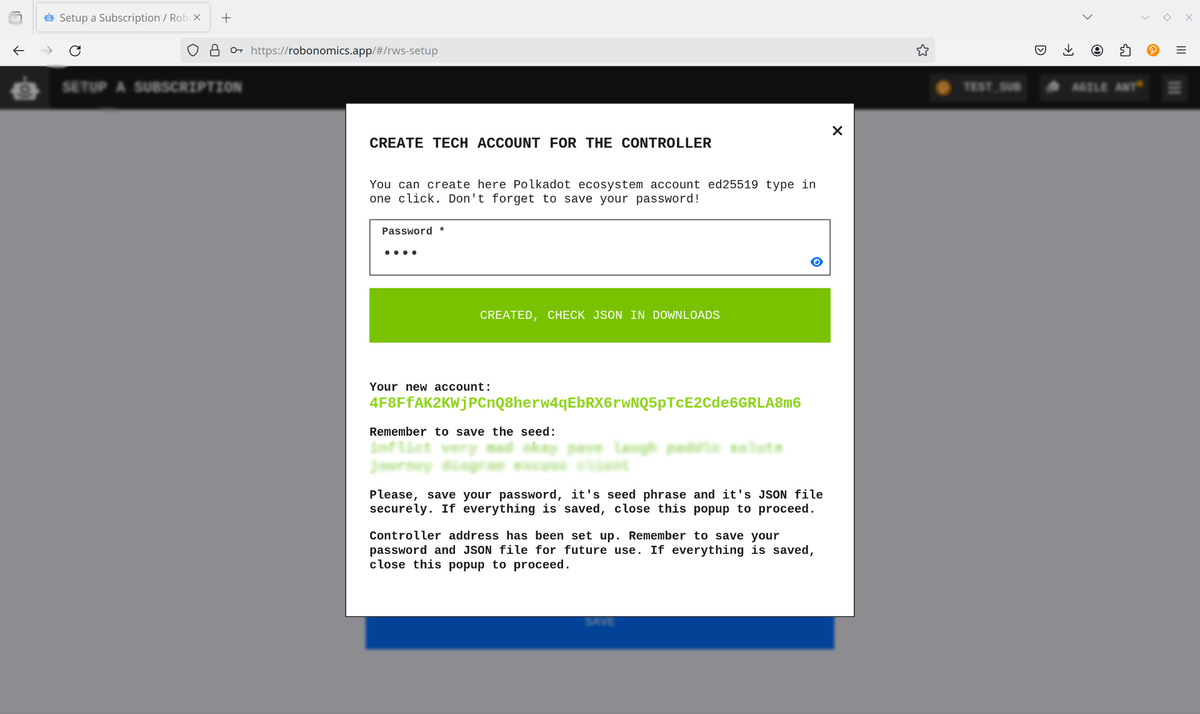 Setup a Subscription / Rob
https://robonomics.app/#/rws-setup
SETUP A SUBSCRIPTION
TEST_SUB
AGILE ANT
CREATE TECH ACCOUNT FOR THE CONTROLLER
You can create here Polkadot ecosystem account ed25519 type in
one click. Don't forget to save your password!
Password *
CREATED, CHECK JSON IN DOWNLOADS
Your new account:
4F8FfAK2KWjPCnQ8herw4qEbRX6rwNQ5pTcE2Cde6GRLA8m6
Remember to save the seed:
Please, save your password, it's seed phrase and it's JSON file
securely. If everything is saved, close this popup to proceed.
Controller address has been set up. Remember to save your
password and JSON file for future use. If everything is saved,
close this popup to proceed.
SAVE